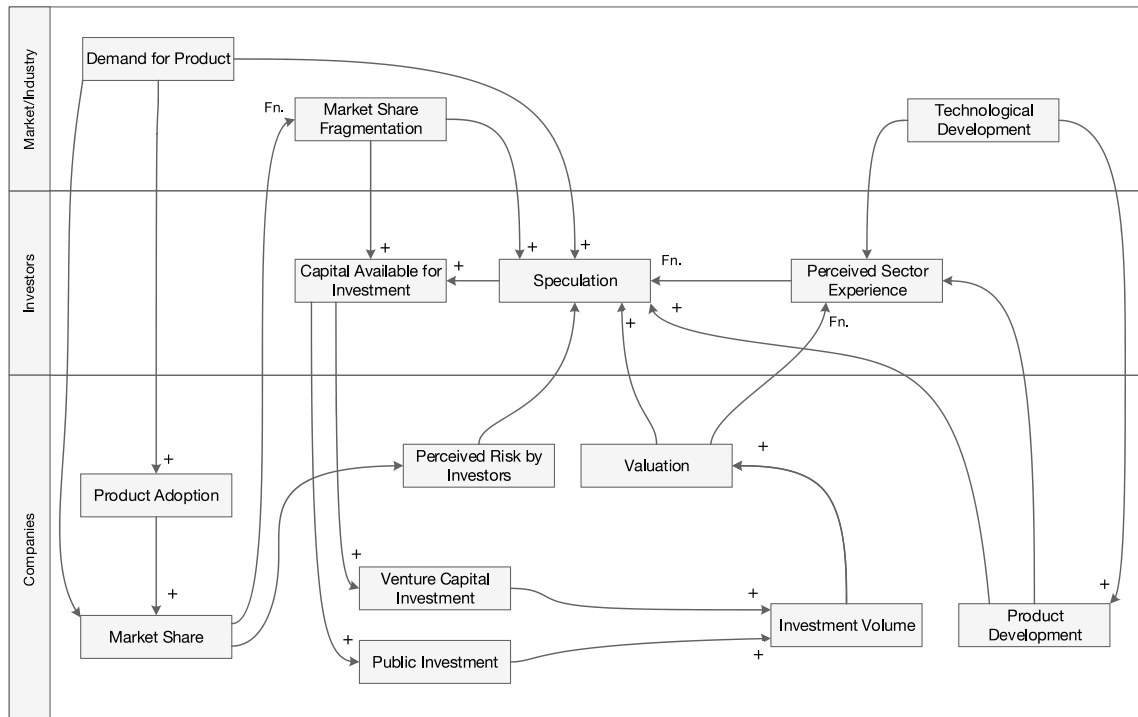 Market/Industry
Demand for Product
Fn.
Market Share
Fragmentation
Technological
Development
Investors
+
+
+
+
Capital Available for
Investment
Speculation
Fn.
Perceived Sector
Experience
+
+
Fn.
Companies
+
Product Adoption
Perceived Risk by
Investors
Valuation
+
+
+
Venture Capital
Investment
+
+
Market Share
Investment Volume
Product
Development
+
Public Investment
+